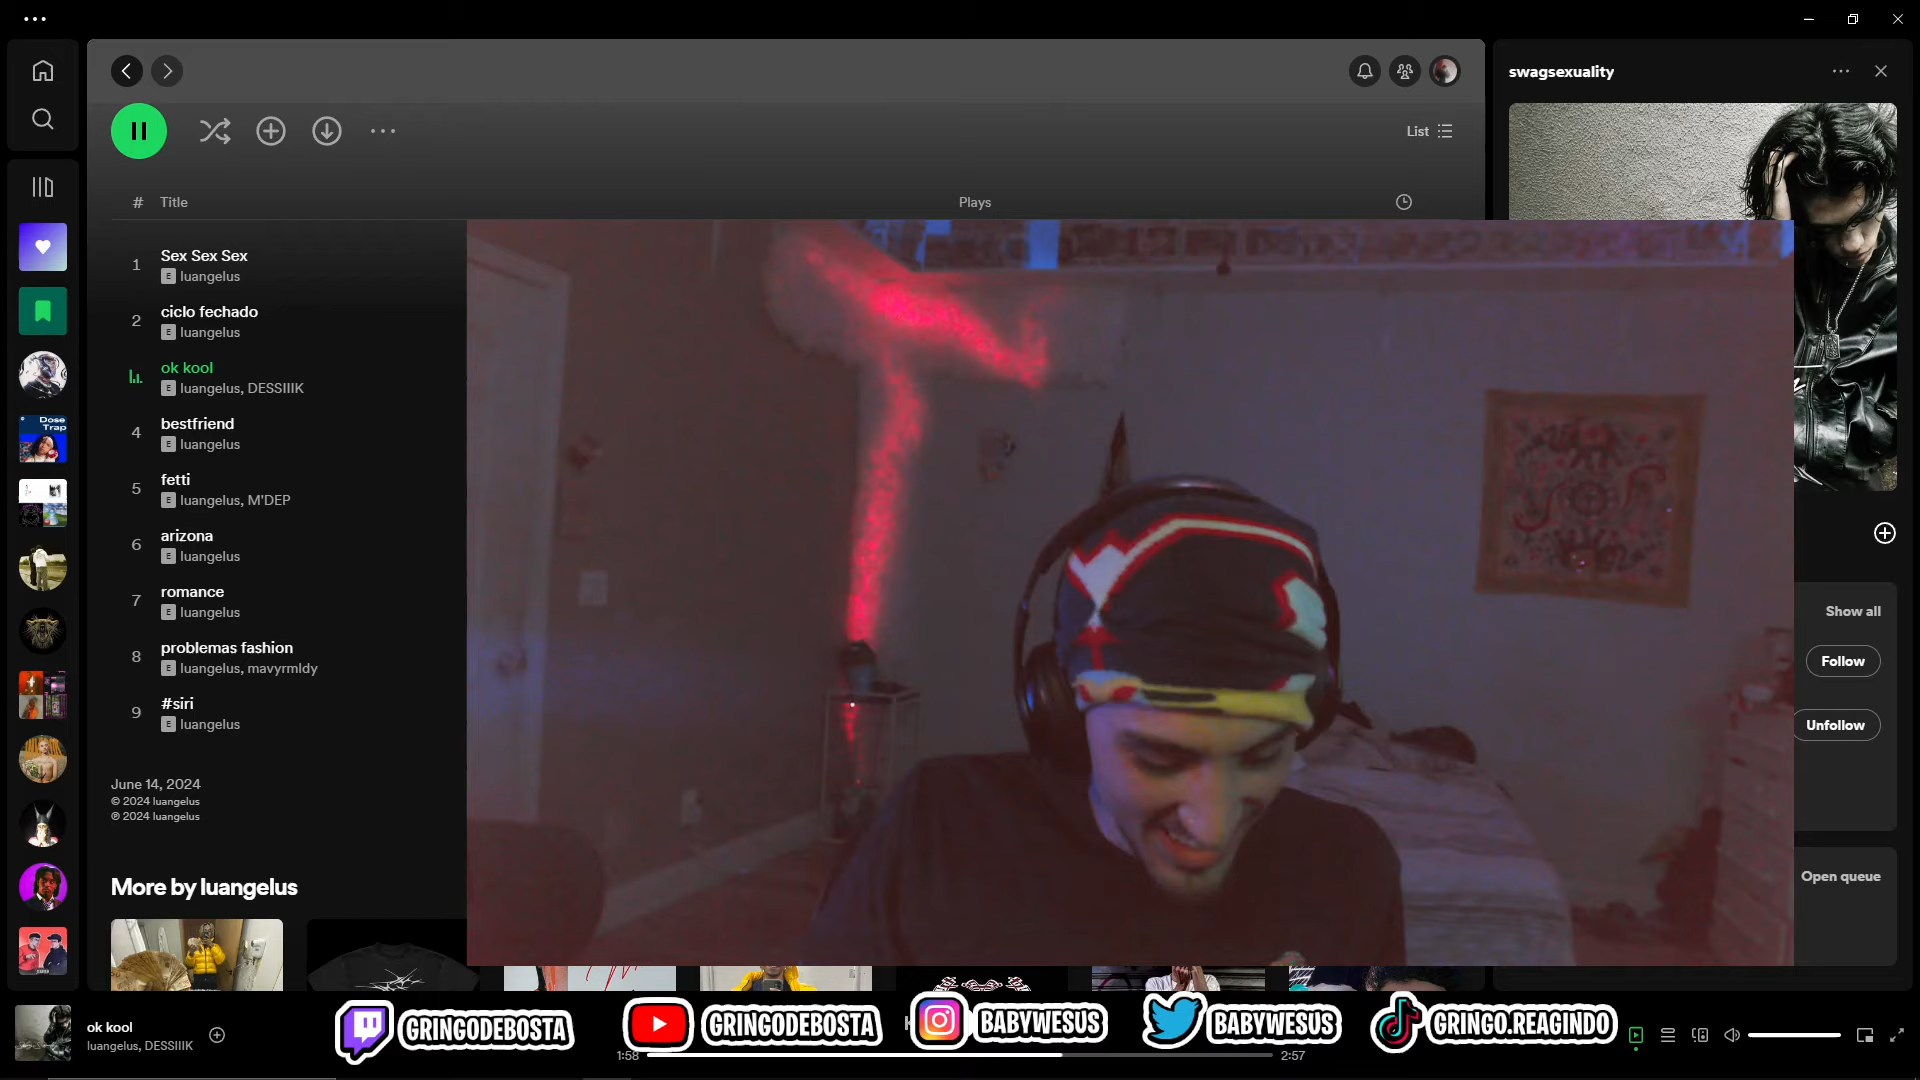 swagsexuality
List
# Title Plays
1 Sex Sex Sex
E luangelus
2 ciclo fechado
E luangelus
ok kool
E luangelus, DESSIIIK
4 bestfriend
E luangelus
5 fetti
E luangelus, M'DEP
6 arizona
E luangelus
7 romance
E luangelus
8 problemas fashion
E luangelus, mavyrmldy
9 #siri
E luangelus
June 14, 2024
© 2024 luangelus
℗ 2024 luangelus
More by luangelus
Dose
Trap
Show all
Follow
Unfollow
Open queue
ok kool
luangelus, DESSIIIK
GRINGODEBOSTA
GRINGODEBOSTA
BABYWESUS
BABYWESUS
GRINGO.REAGINDO
1:58
2:57